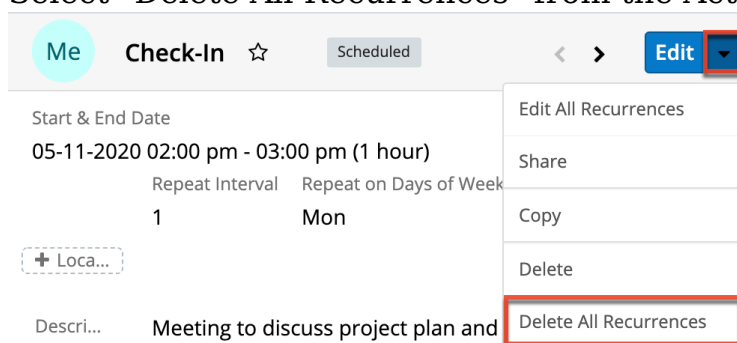 Select "Delete All Recurrences" from the Act
Me Check-In Scheduled Edit
Start & End Date
05-11-2020 02:00 pm - 03:00 pm (1 hour)
Repeat Interval Repeat on Days of Week
1 Mon
+ Loca...
Descri... Meeting to discuss project plan and
Edit All Recurrences
Share
Copy
Delete
Delete All Recurrences